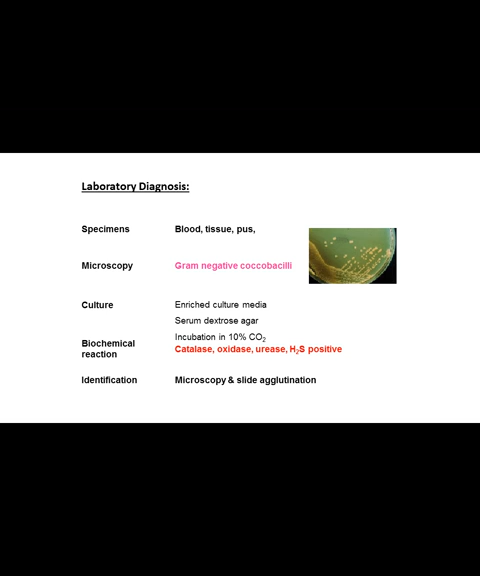 Laboratory Diagnosis:
Specimens Blood, tissue, pus,
Microscopy Gram negative coccobacilli
Culture Enriched culture media
Serum dextrose agar
Incubation in 10% CO2
Biochemical reaction Catalase, oxidase, urease, H2S positive
Identification Microscopy & slide agglutination